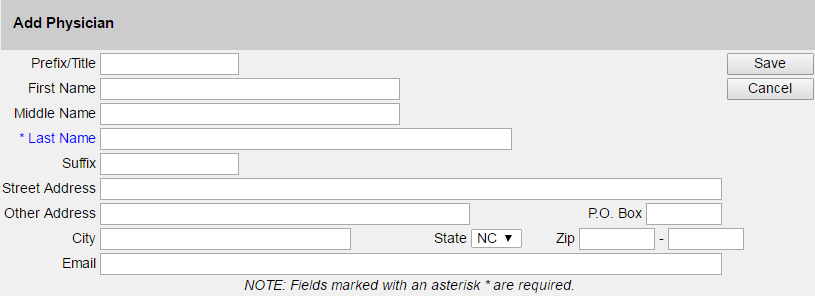 Add Physician
Prefix/Title Save
First Name Cancel
Middle Name
* Last Name
Suffix
Street Address
Other Address P.O. Box
City State NC ▼ Zip -
Email
NOTE: Fields marked with an asterisk * are required.